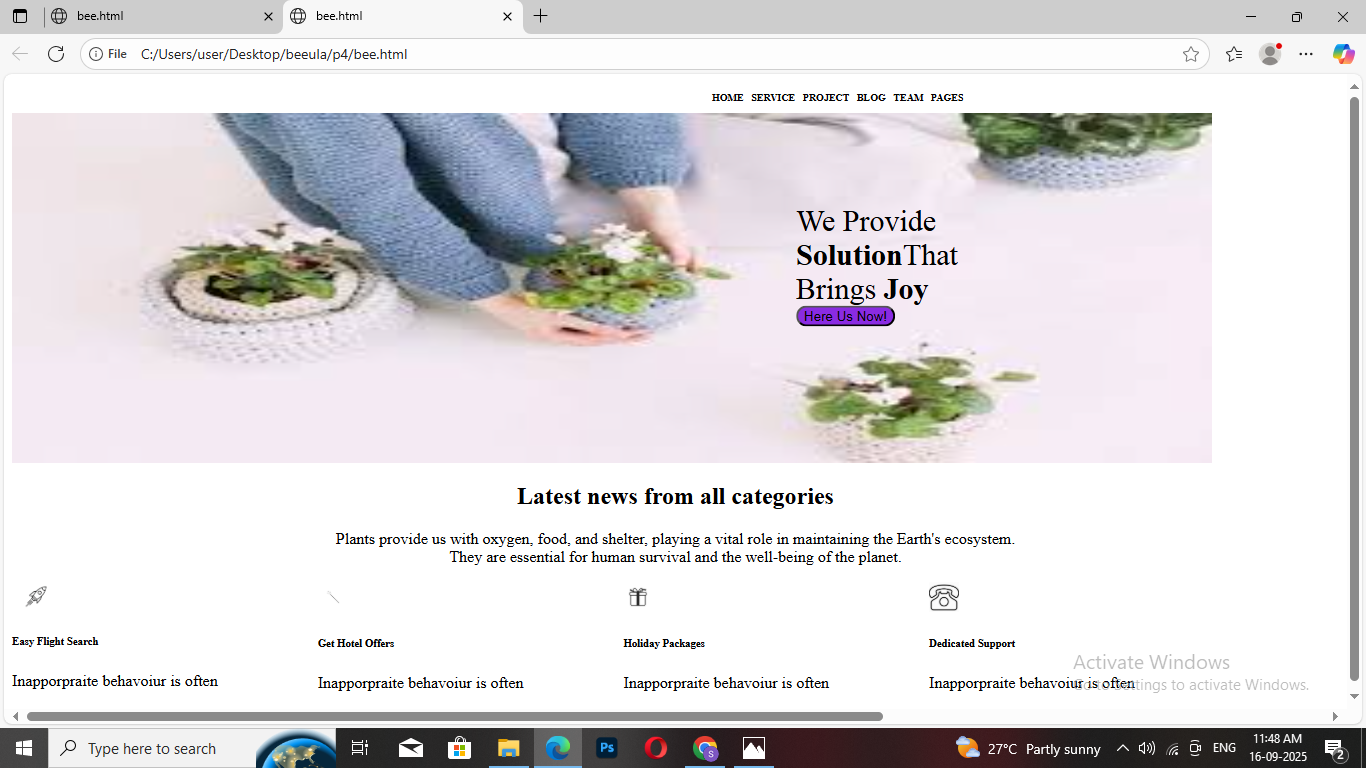 bee.html
bee.html
File C:/Users/user/Desktop/beeula/p4/bee.html
HOME SERVICE PROJECT BLOG TEAM PAGES
We Provide
SolutionThat
Brings Joy
Here Us Now!
Latest news from all categories
Plants provide us with oxygen, food, and shelter, playing a vital role in maintaining the Earth's ecosystem.
They are essential for human survival and the well-being of the planet.
Easy Flight Search
Get Hotel Offers
Holiday Packages
Dedicated Support
Inapporpraite behavoiur is often
Inapporpraite behavoiur is often
Inapporpraite behavoiur is often
Inapporpraite behavoiur is often
Activate Windows
Go to Settings to activate Windows.
Type here to search
Ps
S
27°C Partly sunny
ENG
11:48 AM
16-09-2025
2